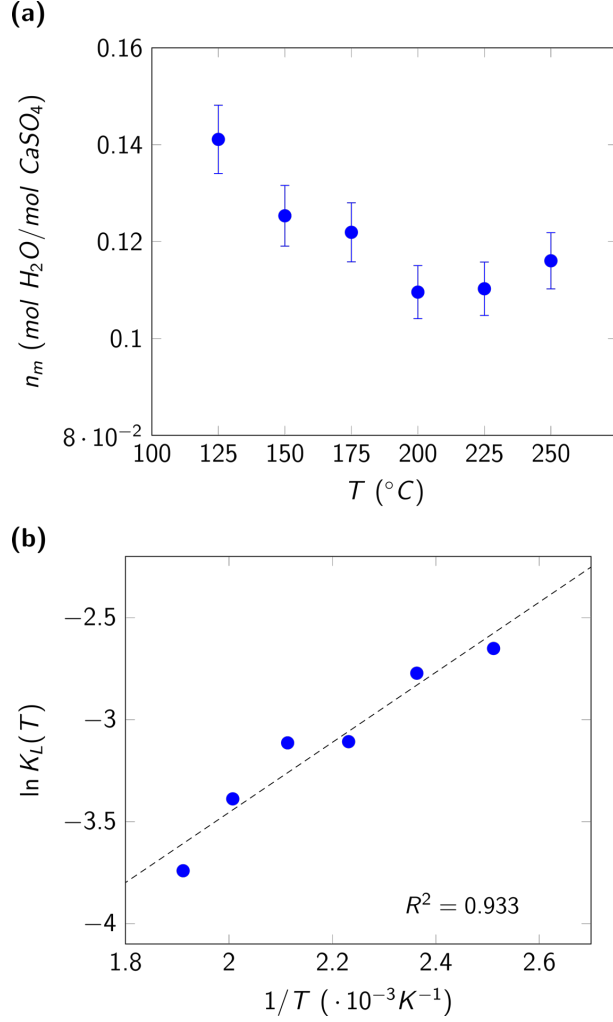 (a)
0.16
0.14
0.12
0.1
8 · 10⁻²
100 125 150 175 200 225 250
T (°C)
n_m (mol H₂O/mol CaSO₄)
(b)
−2.5
−3
−3.5
−4
R² = 0.933
1.8 2 2.2 2.4 2.6
1/T ( · 10⁻³K⁻¹)
ln K_L(T)